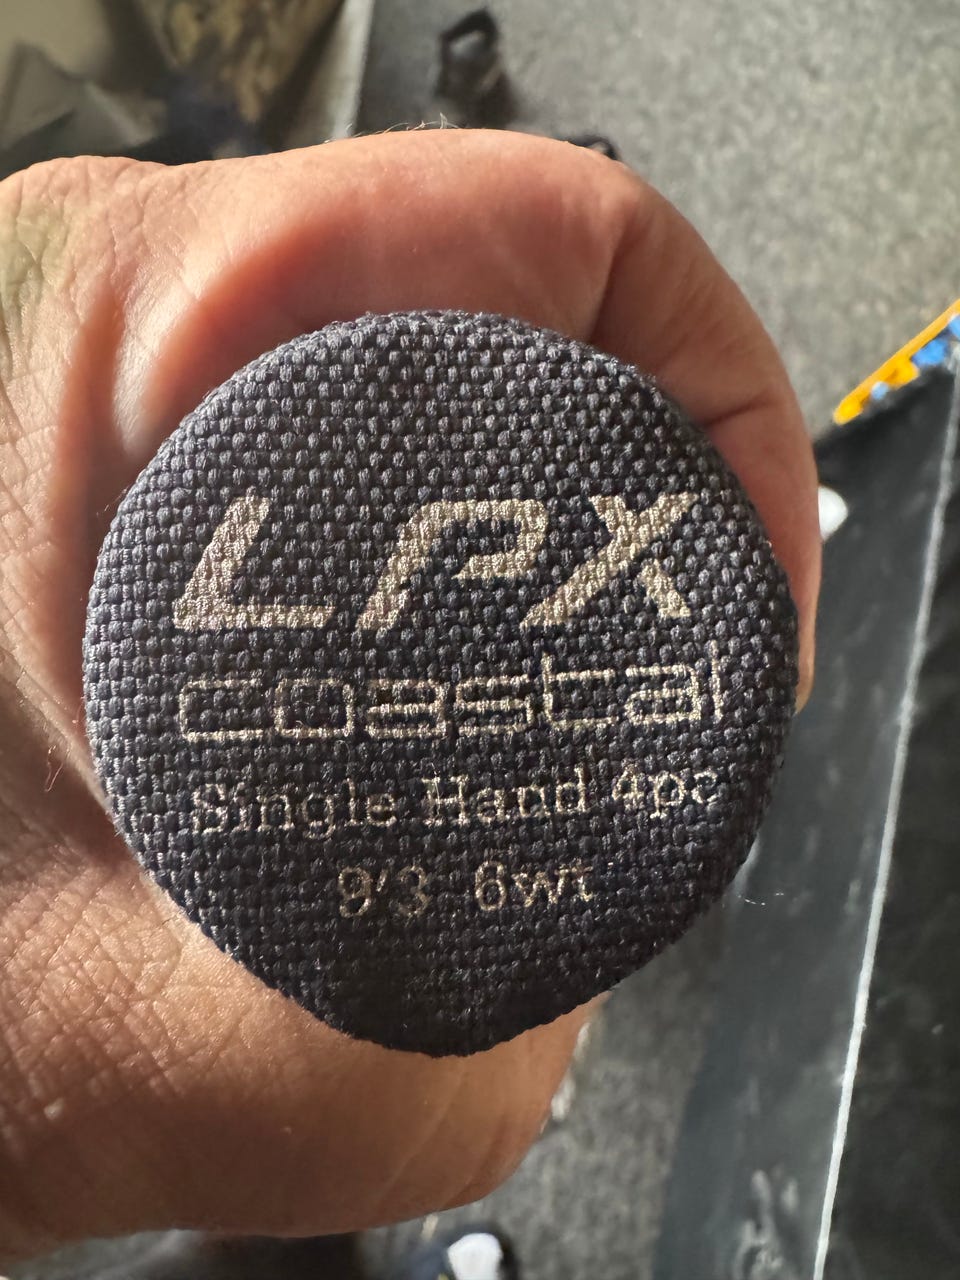 LPX
coastal
Single Hand 4pc
9'3 6wt